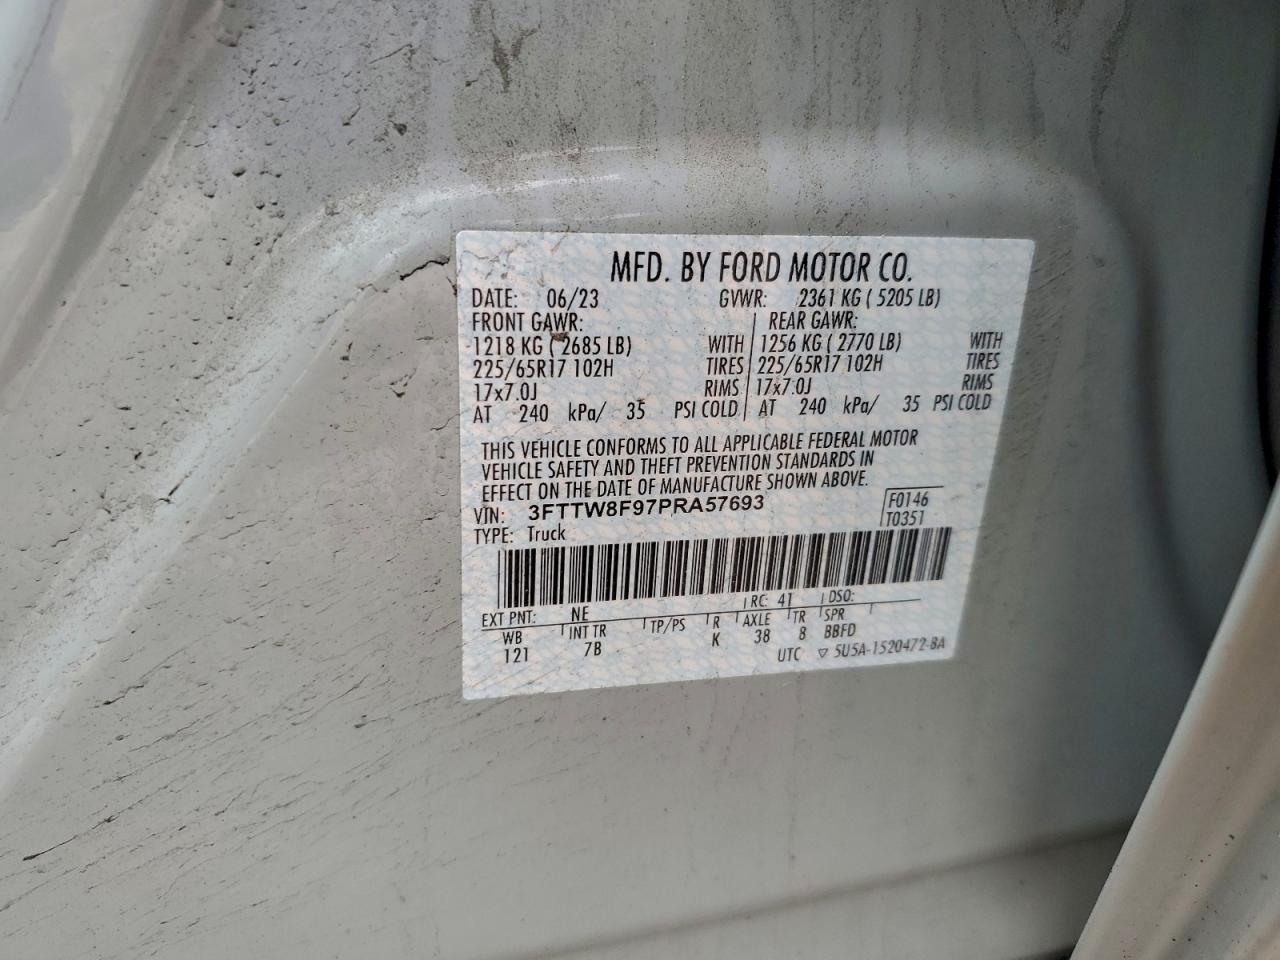 MFD. BY FORD MOTOR CO.
DATE: 06/23 GVWR: 2361 KG ( 5205 LB)
FRONT GAWR: REAR GAWR:
1218 KG ( 2685 LB) WITH 1256 KG ( 2770 LB) WITH
225/65R17 102H TIRES 225/65R17 102H TIRES
17x7.0J RIMS 17x7.0J RIMS
AT 240 kPa/ 35 PSI COLD AT 240 kPa/ 35 PSI COLD
THIS VEHICLE CONFORMS TO ALL APPLICABLE FEDERAL MOTOR
VEHICLE SAFETY AND THEFT PREVENTION STANDARDS IN
EFFECT ON THE DATE OF MANUFACTURE SHOWN ABOVE.
VIN: 3FTTW8F97PRA57693 F0146
TYPE: Truck T0351
EXT PNT: NE RC: 41 DSO:
WB INT TR TP/PS R AXLE TR SPR
121 7B K 38 8 BBFD
UTC ▽ 5U5A-1520472-BA